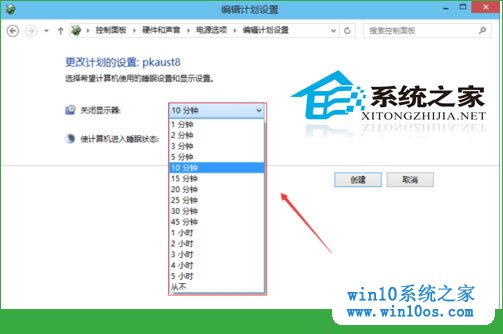 编辑计划设置
控制面板 ▸ 硬件和声音 ▸ 电源选项 ▸ 编辑计划设置
搜索控制面板
更改计划的设置: pkaust8
选择希望计算机使用的睡眠设置和显示设置。
关闭显示器:
10 分钟
使计算机进入睡眠状态:
1 分钟
2 分钟
3 分钟
5 分钟
10 分钟
15 分钟
20 分钟
25 分钟
30 分钟
45 分钟
1 小时
2 小时
3 小时
4 小时
5 小时
从不
创建
取消
系统之家
XITONGZHIJIA.NET
win10系统之家
www.win10os.com